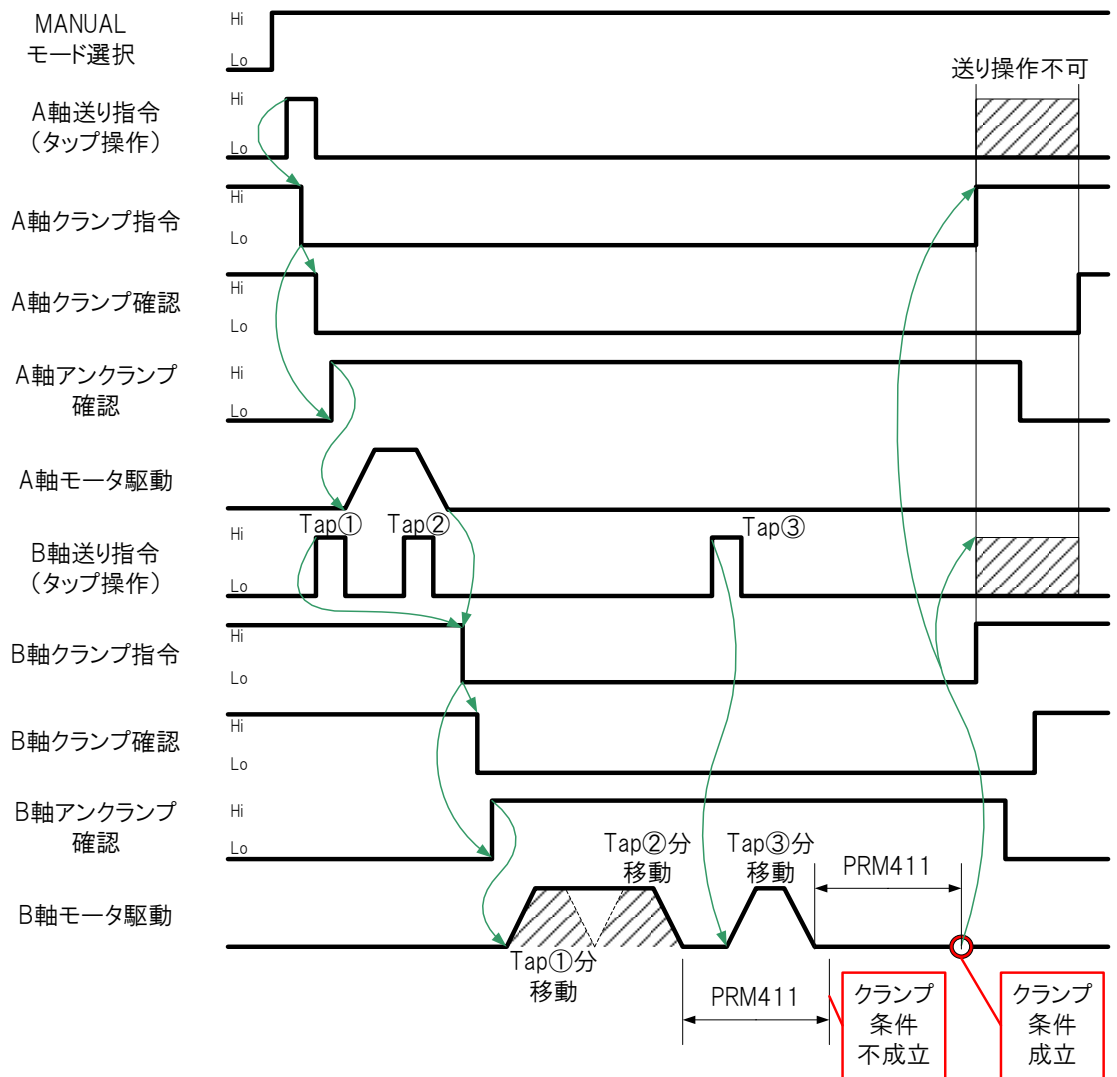 MANUAL
モード選択
Hi
Lo
送り操作不可
A軸送り指令
(タップ操作)
Hi
Lo
A軸クランプ指令
Hi
Lo
A軸クランプ確認
Hi
Lo
A軸アンクランプ
確認
Hi
Lo
A軸モータ駆動
Tap①
Tap②
Tap③
B軸送り指令
(タップ操作)
Hi
Lo
B軸クランプ指令
Hi
Lo
B軸クランプ確認
Hi
Lo
B軸アンクランプ
確認
Hi
Lo
Tap②分
移動
Tap③分
移動
PRM411
B軸モータ駆動
Tap①分
移動
PRM411
クランプ
条件
不成立
クランプ
条件
成立